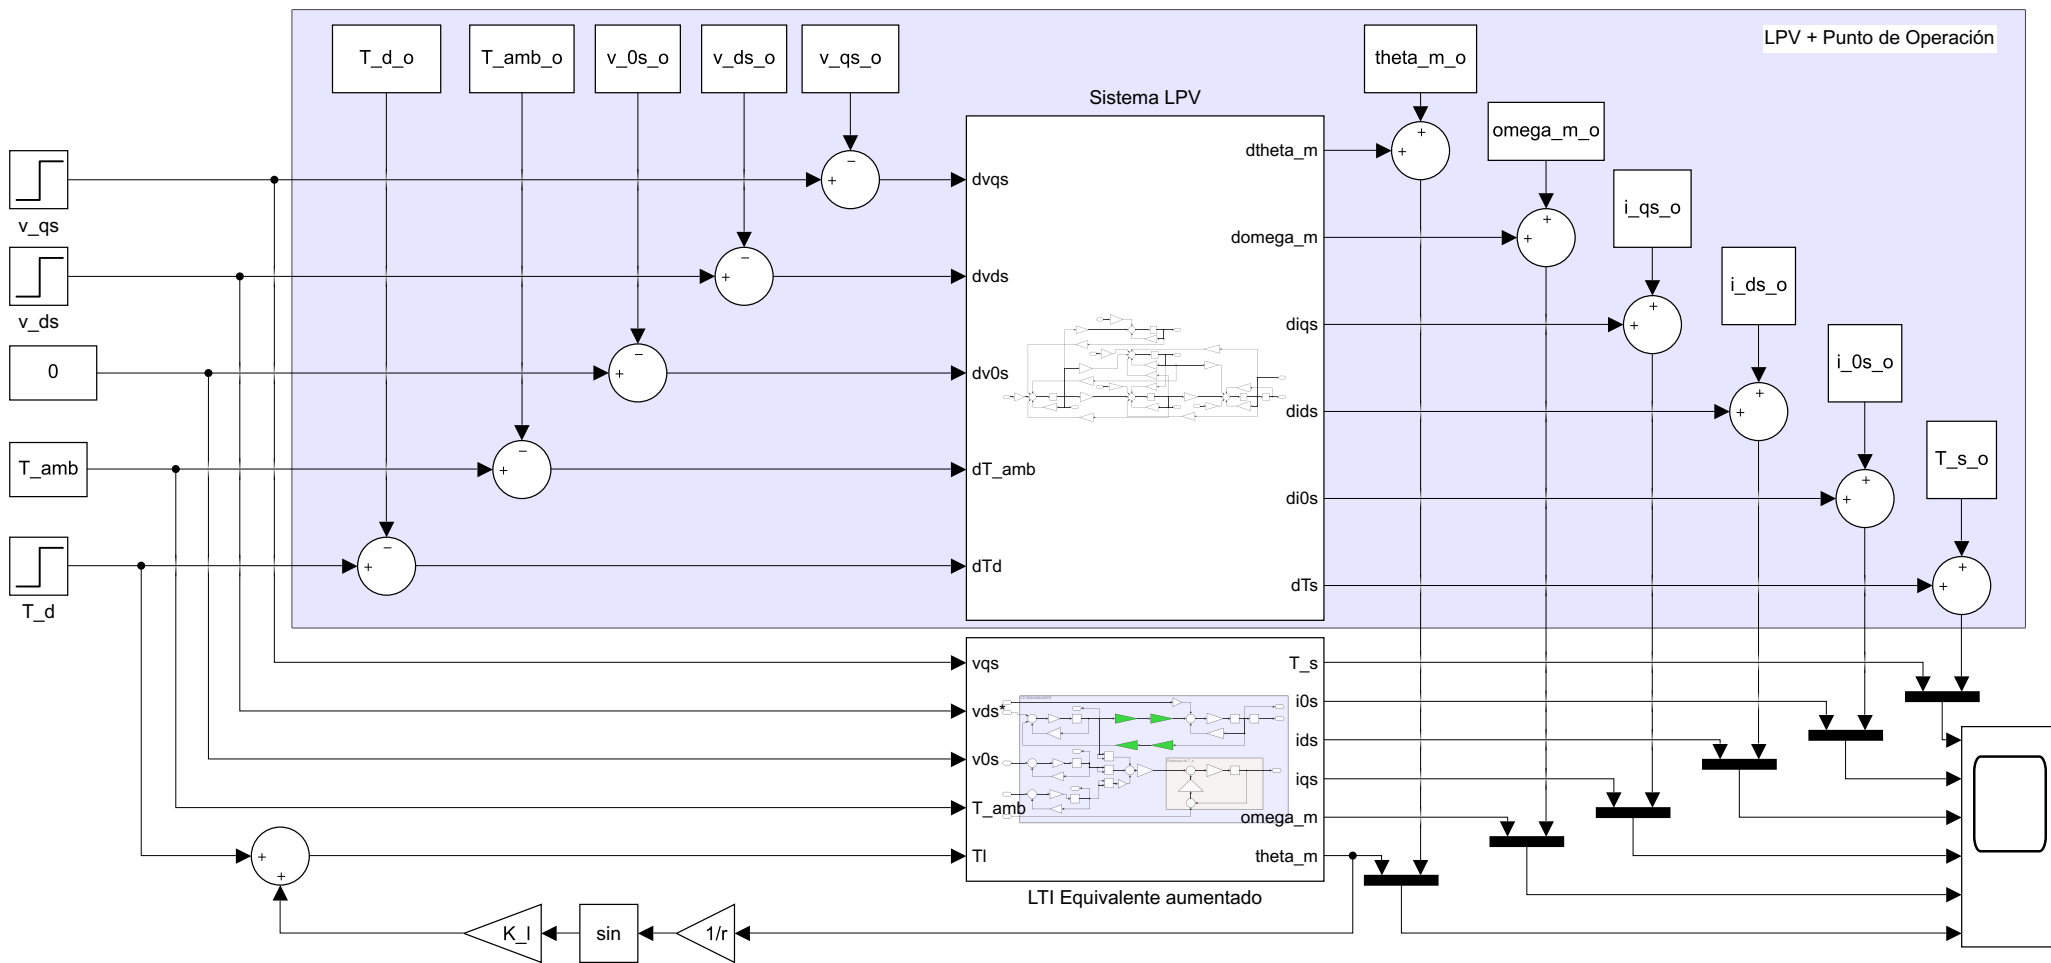 LPV + Punto de Operación
T_d_o
T_amb_o
v_0s_o
v_ds_o
v_qs_o
theta_m_o
omega_m_o
i_qs_o
i_ds_o
i_0s_o
T_s_o
Sistema LPV
v_qs
v_ds
0
T_amb
T_d
dvqs
dvds
dv0s
dT_amb
dTd
dtheta_m
domega_m
diqs
dids
di0s
dTs
+
−
+
−
+
−
+
−
+
−
+
+
+
+
+
+
+
+
+
+
+
+
vqs
vds*
v0s
T_amb
Tl
T_s
i0s
ids
iqs
omega_m
theta_m
LTI Equivalente aumentado
+
+
K_l
sin
1/r